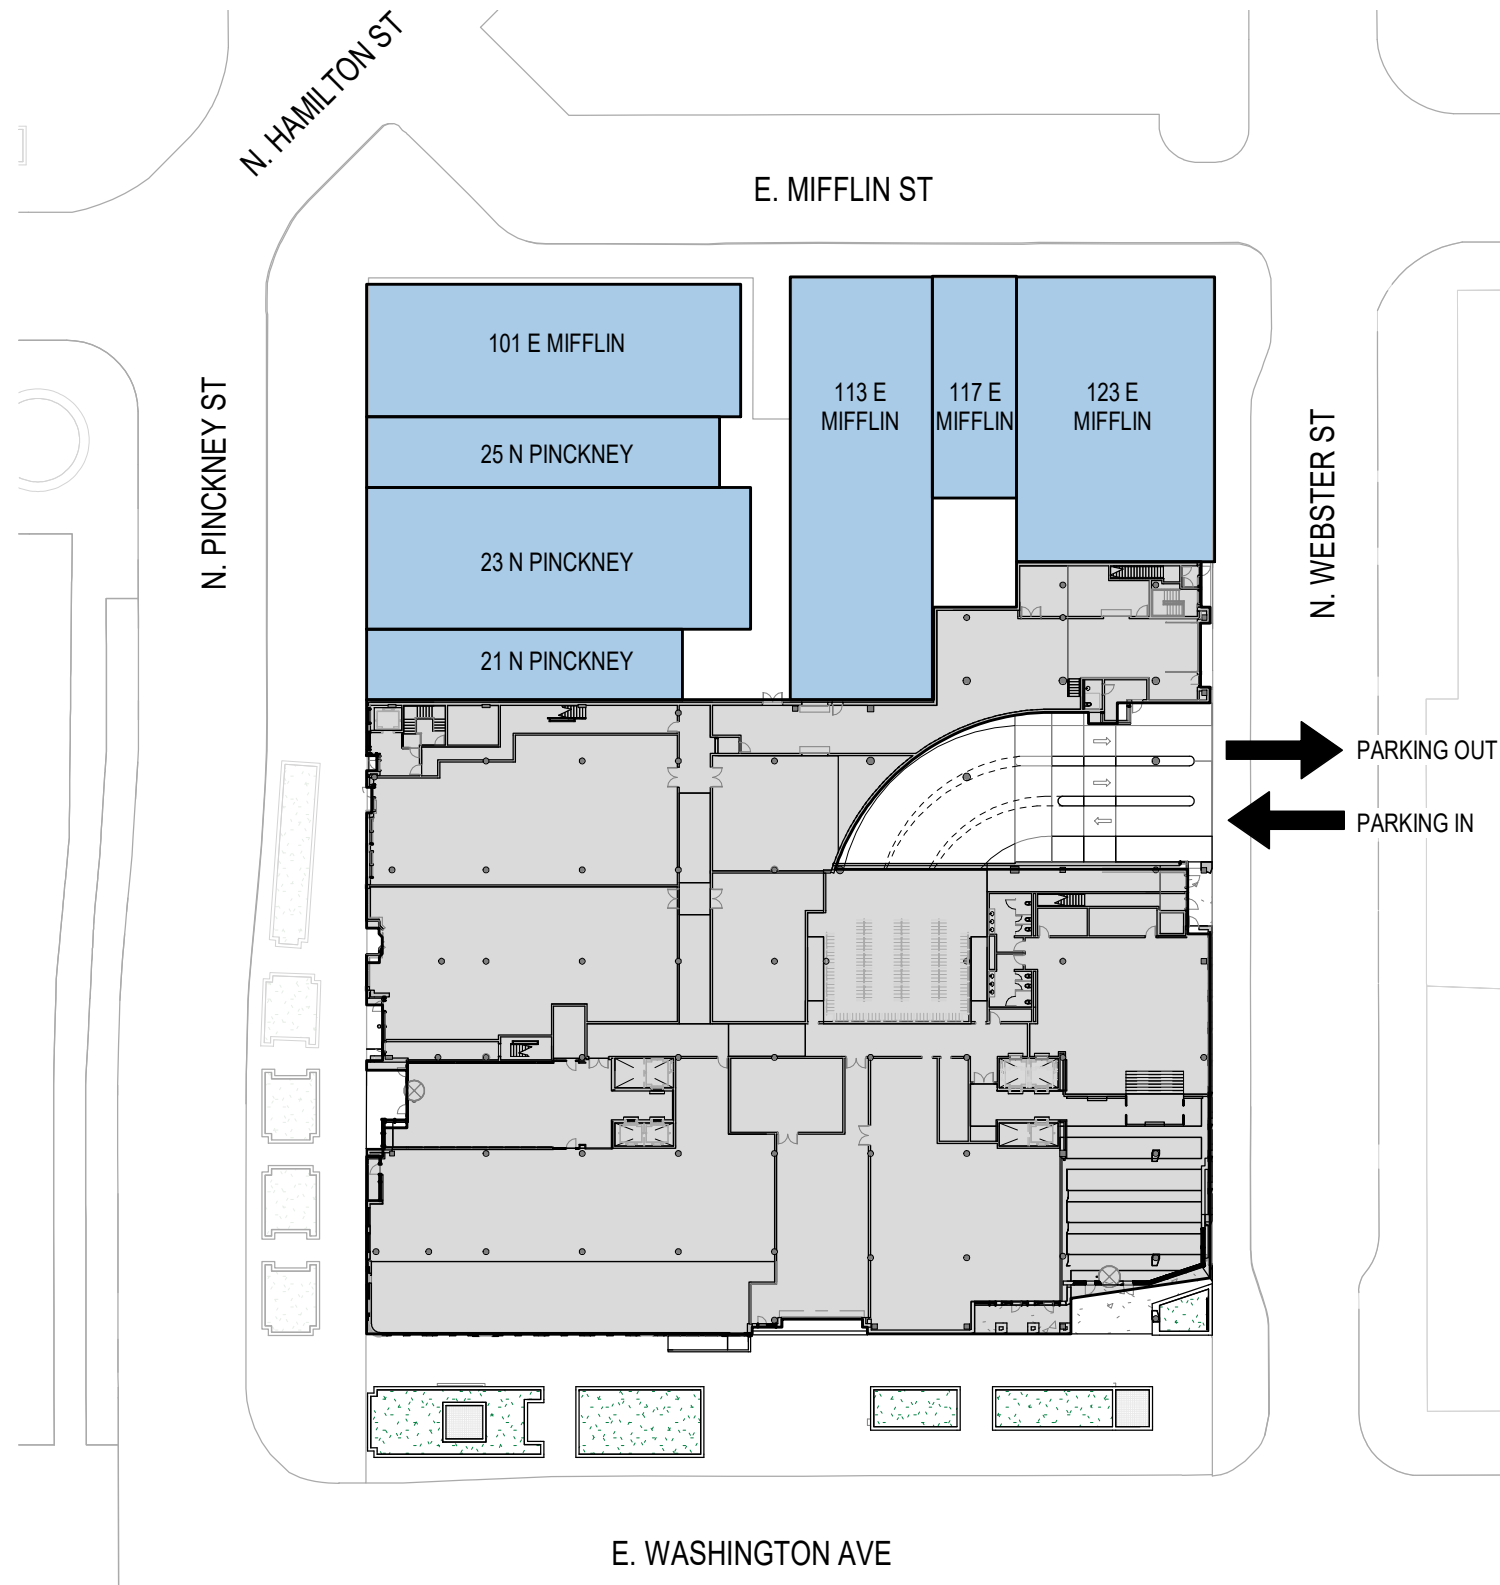 N. HAMILTON ST
E. MIFFLIN ST
101 E MIFFLIN
113 E
MIFFLIN
117 E
MIFFLIN
123 E
MIFFLIN
25 N PINCKNEY
N. PINCKNEY ST
N. WEBSTER ST
23 N PINCKNEY
21 N PINCKNEY
PARKING OUT
PARKING IN
E. WASHINGTON AVE